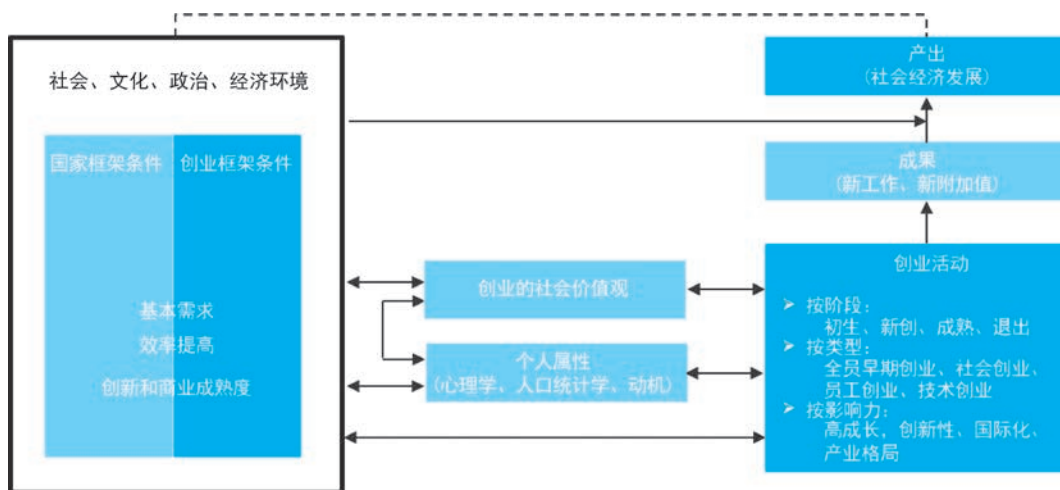 社会、文化、政治、经济环境
国家框架条件
创业框架条件
基本需求
效率提高
创新和商业成熟度
创业的社会价值观
个人属性
(心理学、人口统计学、动机)
产出
(社会经济发展)
成果
(新工作、新附加值)
创业活动
按阶段:
初生、新创、成熟、退出
按类型:
全员早期创业、社会创业、
员工创业、技术创业
按影响力:
高成长，创新性、国际化、
产业格局